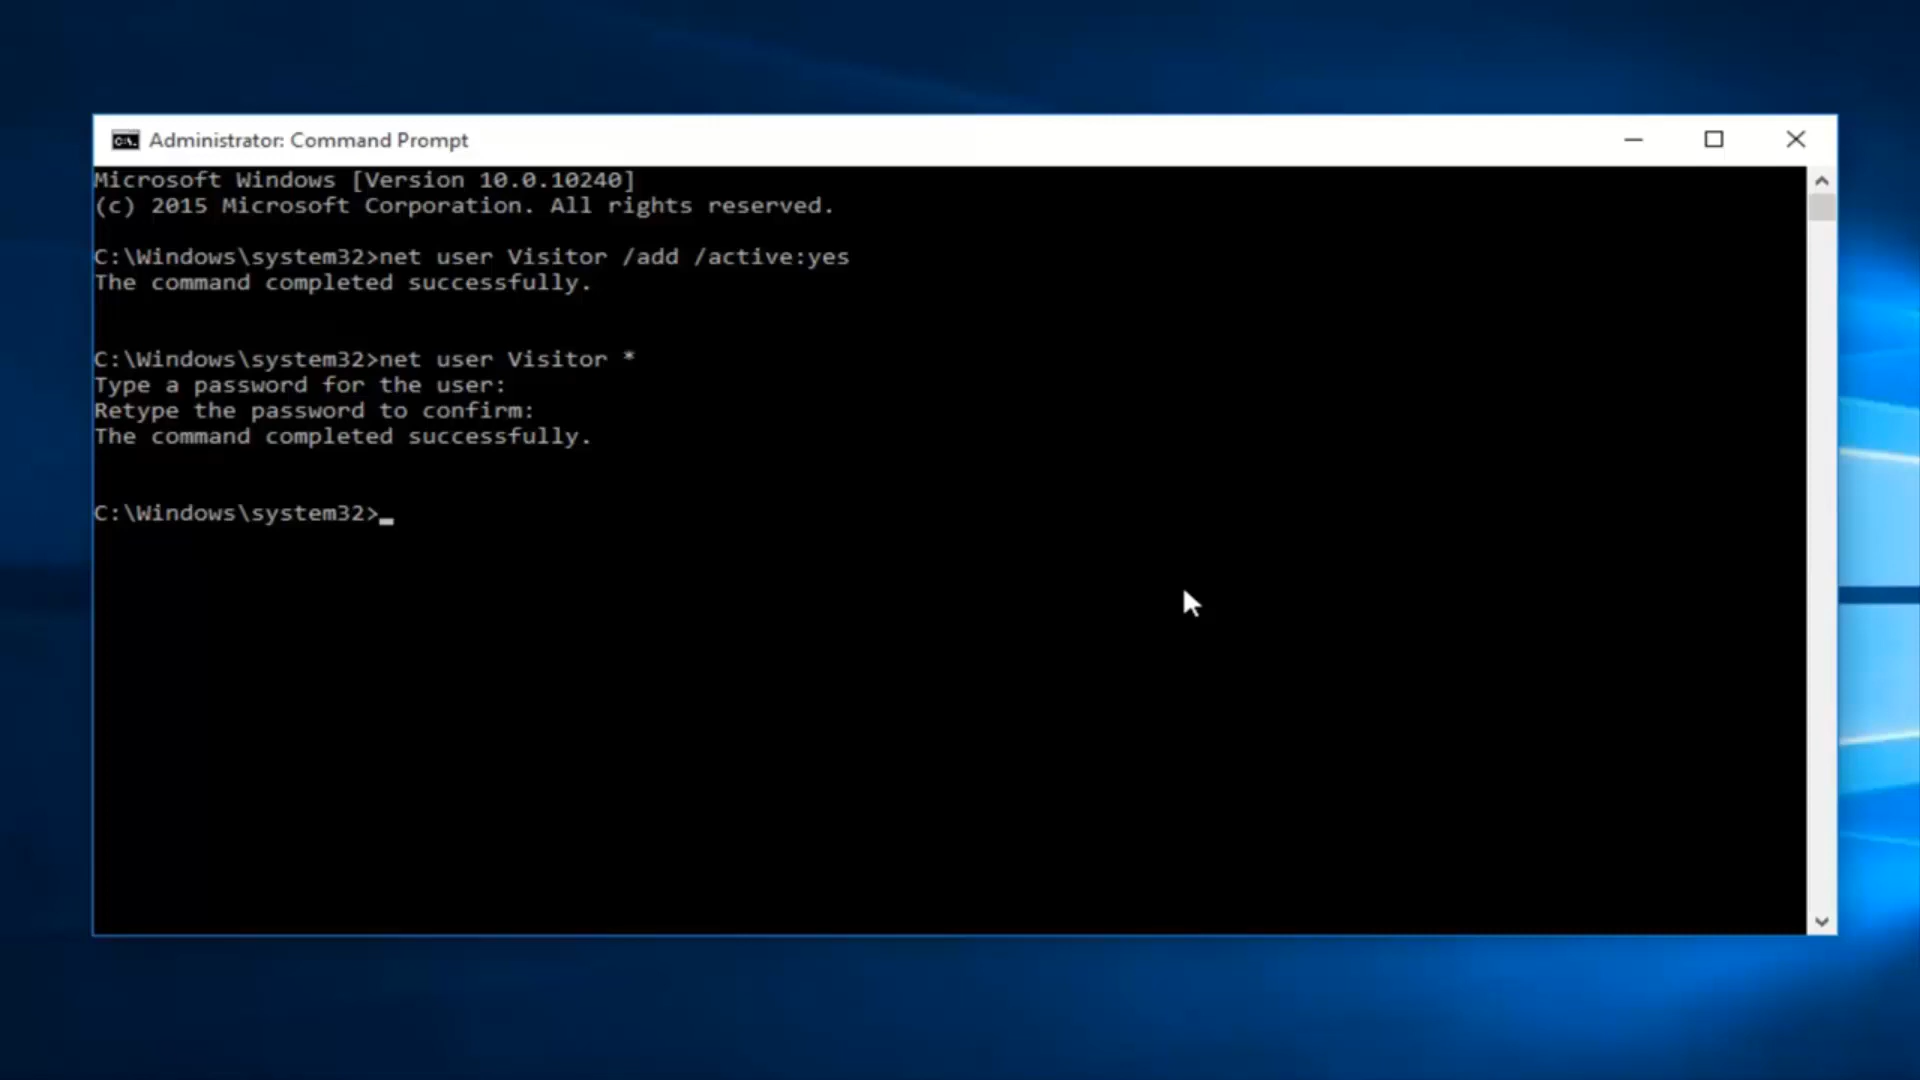 Administrator: Command Prompt
Microsoft Windows [Version 10.0.10240]
(c) 2015 Microsoft Corporation. All rights reserved.
C:\Windows\system32>net user Visitor /add /active:yes
The command completed successfully.
C:\Windows\system32>net user Visitor *
Type a password for the user:
Retype the password to confirm:
The command completed successfully.
C:\Windows\system32>